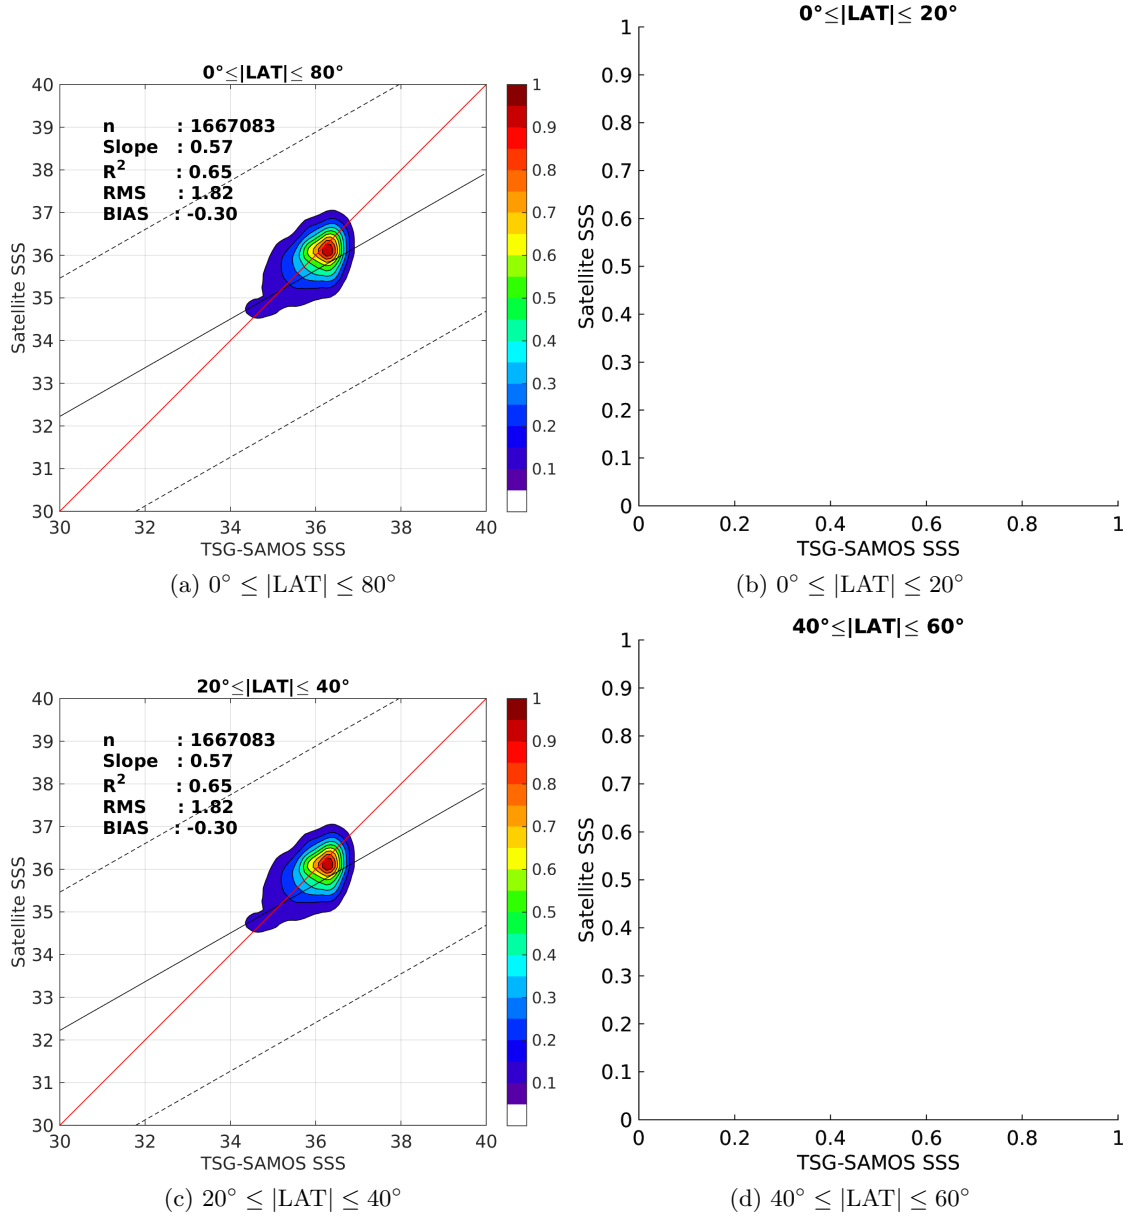 0°≤|LAT|≤ 80°
40
39
38
37
36
35
34
33
32
31
30
Satellite SSS
n : 1667083
Slope : 0.57
R² : 0.65
RMS : 1.82
BIAS : -0.30
30 32 34 36 38 40
TSG-SAMOS SSS
1
0.9
0.8
0.7
0.6
0.5
0.4
0.3
0.2
0.1
(a) 0° ≤ |LAT| ≤ 80°
0°≤|LAT|≤ 20°
1
0.9
0.8
0.7
0.6
0.5
0.4
0.3
0.2
0.1
0
Satellite SSS
0 0.2 0.4 0.6 0.8 1
TSG-SAMOS SSS
(b) 0° ≤ |LAT| ≤ 20°
20°≤|LAT|≤ 40°
40
39
38
37
36
35
34
33
32
31
30
Satellite SSS
n : 1667083
Slope : 0.57
R² : 0.65
RMS : 1.82
BIAS : -0.30
30 32 34 36 38 40
TSG-SAMOS SSS
1
0.9
0.8
0.7
0.6
0.5
0.4
0.3
0.2
0.1
(c) 20° ≤ |LAT| ≤ 40°
40°≤|LAT|≤ 60°
1
0.9
0.8
0.7
0.6
0.5
0.4
0.3
0.2
0.1
0
Satellite SSS
0 0.2 0.4 0.6 0.8 1
TSG-SAMOS SSS
(d) 40° ≤ |LAT| ≤ 60°